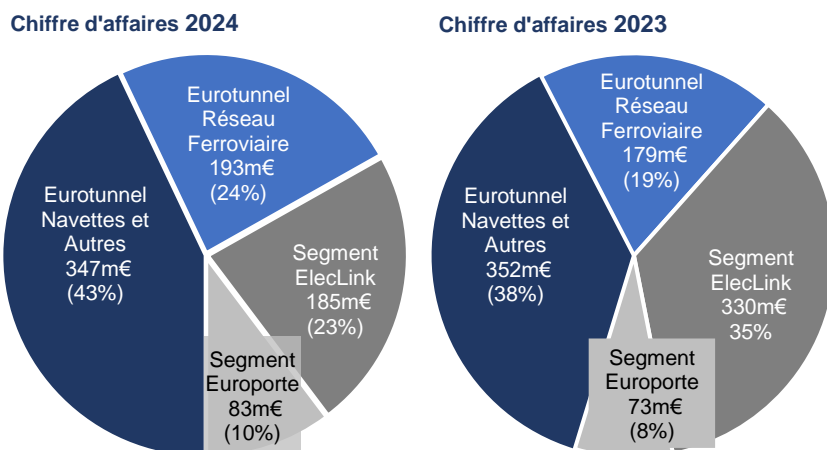 Chiffre d'affaires 2024
Eurotunnel
Réseau
Ferroviaire
193m€
(24%)
Eurotunnel
Navettes et
Autres
347m€
(43%)
Segment
ElecLink
185m€
(23%)
Segment
Europorte
83m€
(10%)
Chiffre d'affaires 2023
Eurotunnel
Réseau
Ferroviaire
179m€
(19%)
Eurotunnel
Navettes et
Autres
352m€
(38%)
Segment
ElecLink
330m€
35%
Segment
Europorte
73m€
(8%)